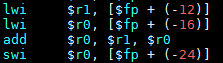 lwi $r1, [$fp + (-12)]
lwi $r0, [$fp + (-16)]
add $r0, $r1, $r0
swi $r0, [$fp + (-24)]